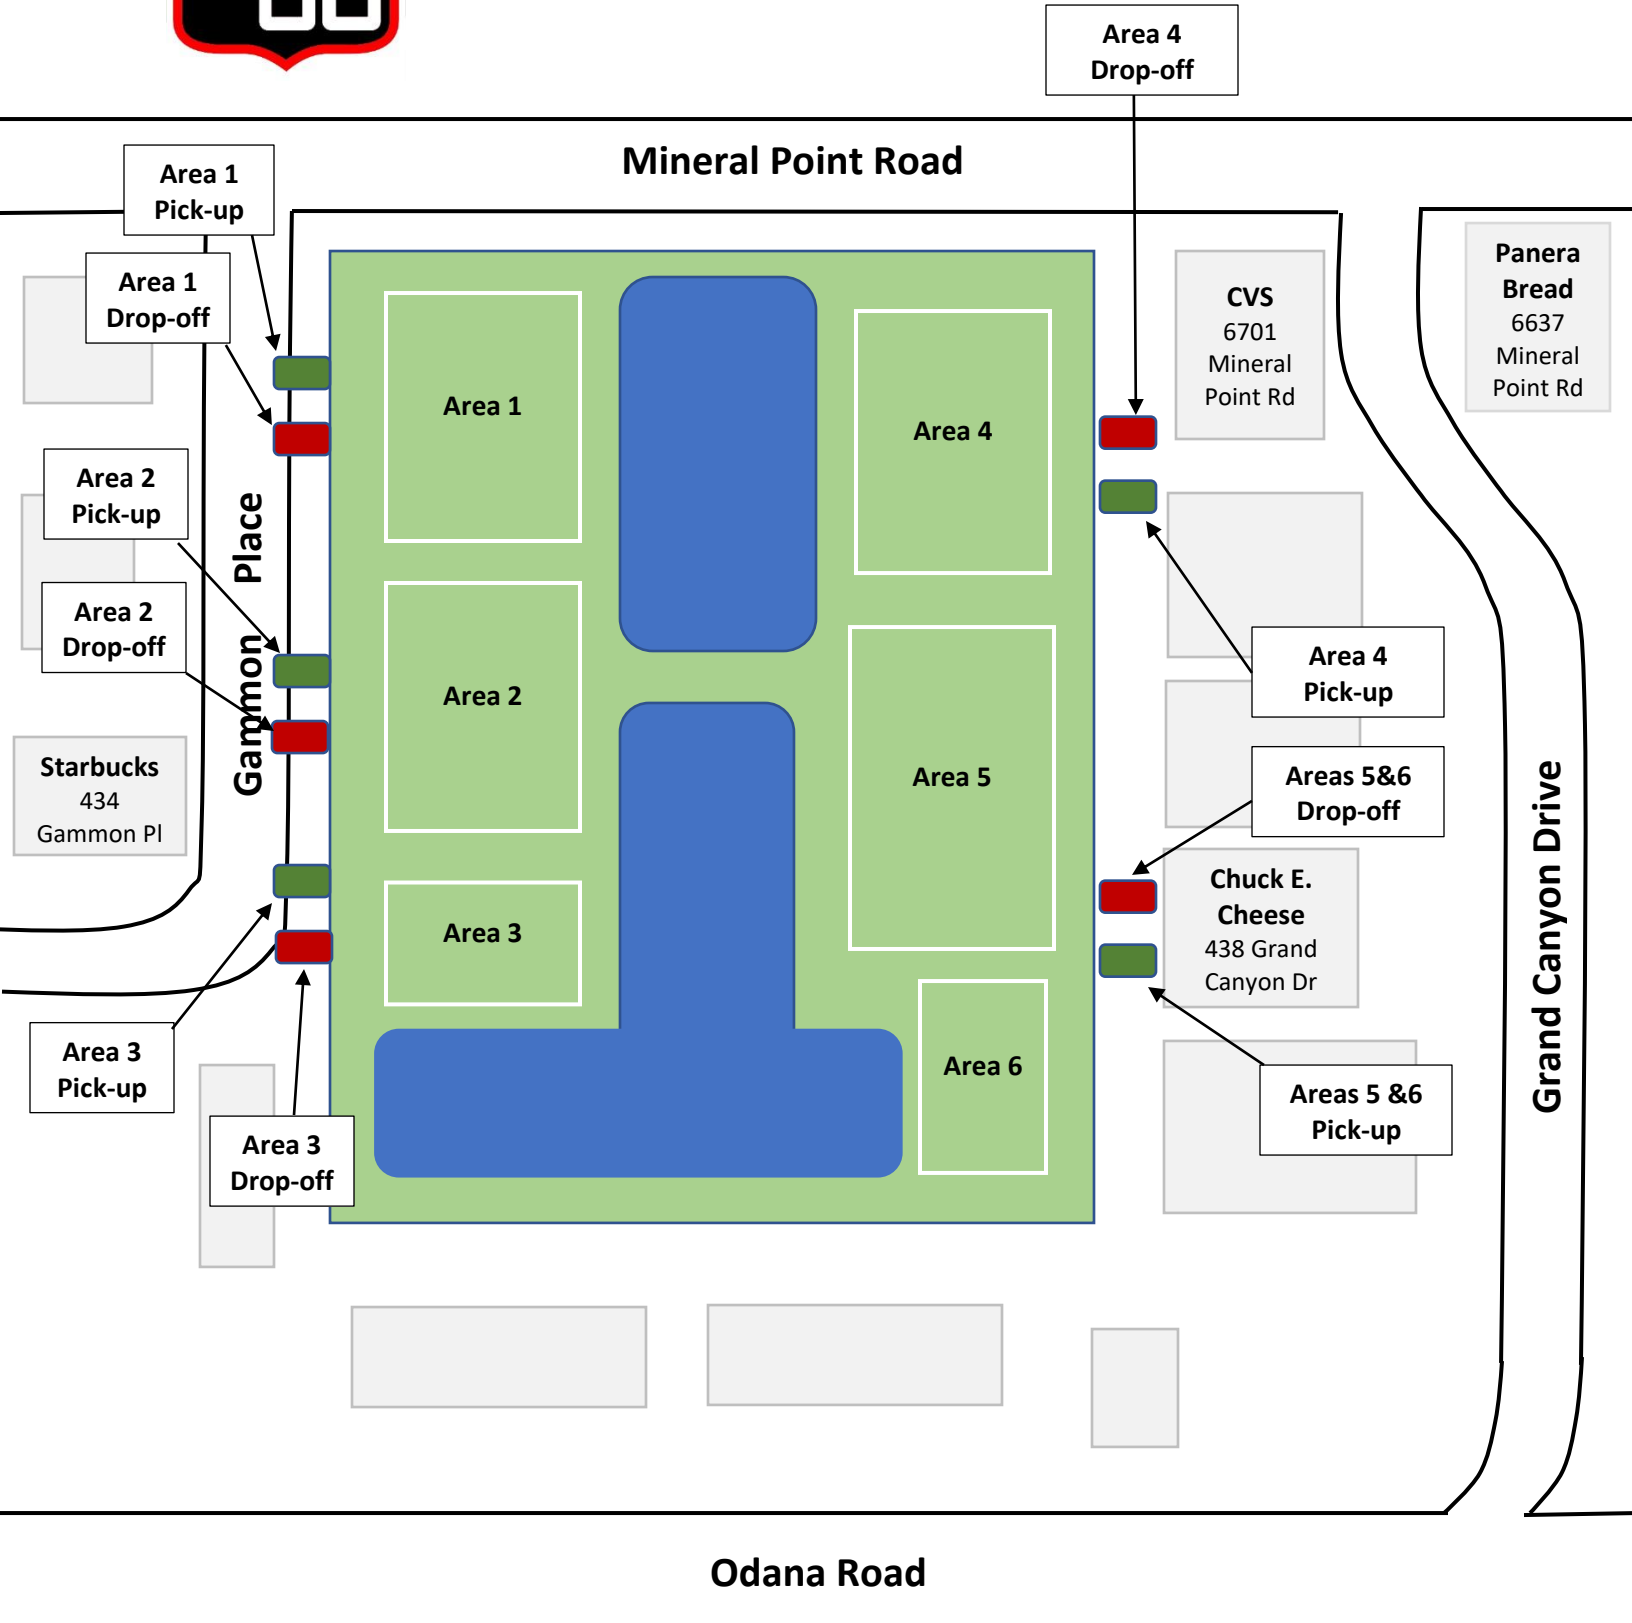 Area 4
Drop-off
Mineral Point Road
Area 1
Pick-up
Area 1
Drop-off
Area 2
Pick-up
Area 2
Drop-off
Gammon Place
Starbucks
434
Gammon Pl
Area 3
Pick-up
Area 3
Drop-off
Area 1
Area 2
Area 3
Area 4
Area 5
Area 6
CVS
6701
Mineral
Point Rd
Panera
Bread
6637
Mineral
Point Rd
Area 4
Pick-up
Areas 5&6
Drop-off
Chuck E.
Cheese
438 Grand
Canyon Dr
Areas 5 &6
Pick-up
Grand Canyon Drive
Odana Road